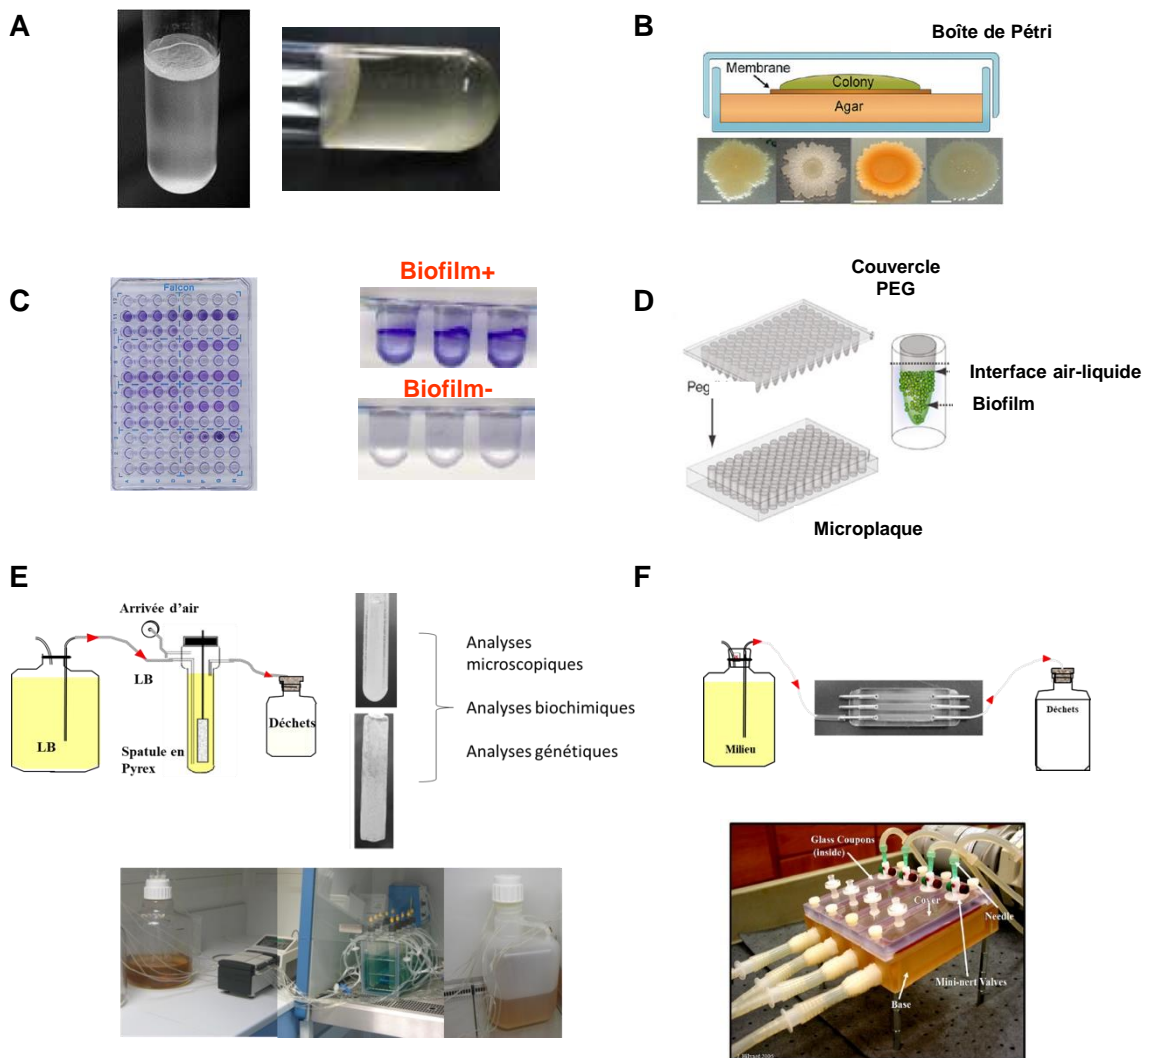 A
B
Boîte de Pétri
Membrane
Colony
Agar
C
Falcon
Biofilm+
Biofilm-
D
Couvercle
PEG
Peg
Interface air-liquide
Biofilm
Microplaque
E
Arrivée d'air
LB
LB
Déchets
Spatule en
Pyrex
Analyses
microscopiques
Analyses biochimiques
Analyses génétiques
F
Milieu
Déchets
Glass Coupons
(inside)
Cover
Needle
Mini-nert Valves
Base